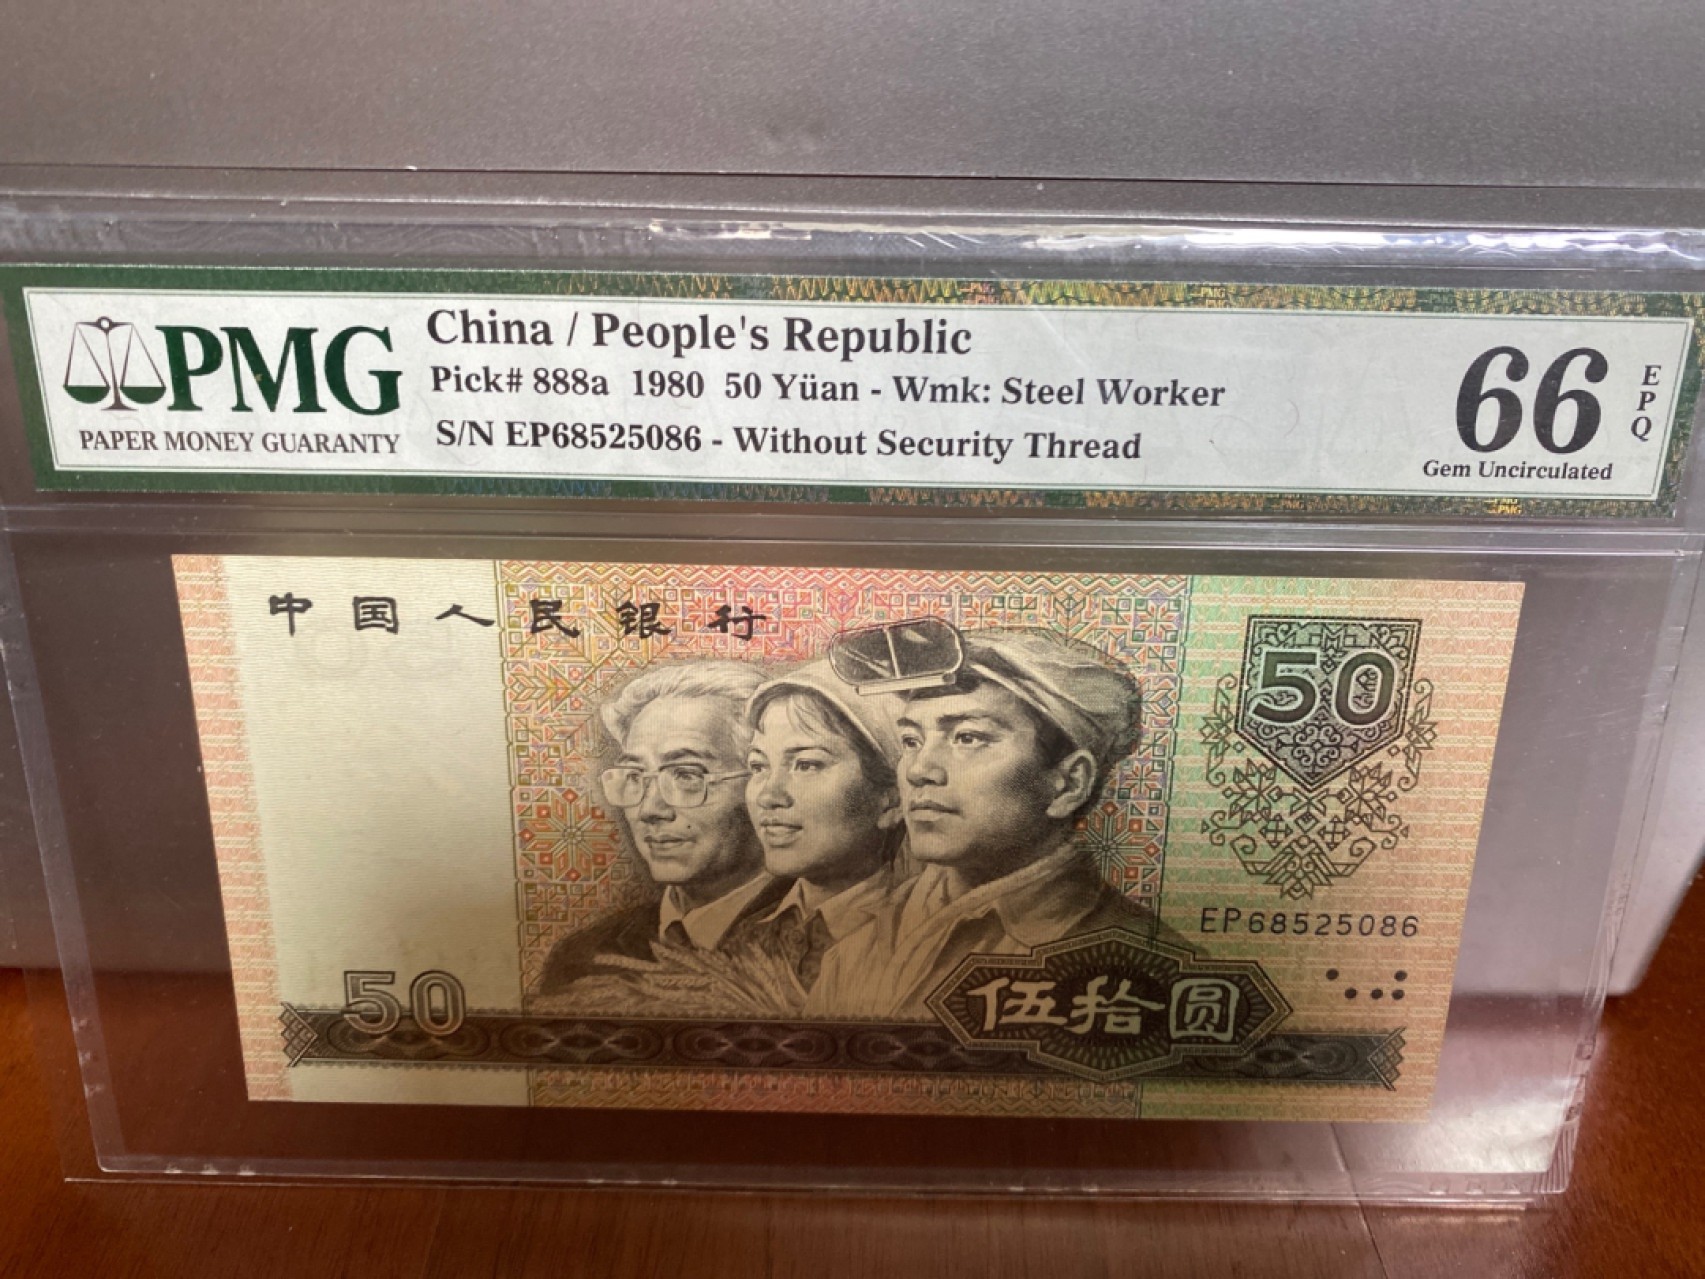 PMG
PAPER MONEY GUARANTY
China / People's Republic
Pick# 888a 1980 50 Yüan - Wmk: Steel Worker
S/N EP68525086 - Without Security Thread
66
EPQ
Gem Uncirculated
中国人民银行
50
EP68525086
50
伍拾圆